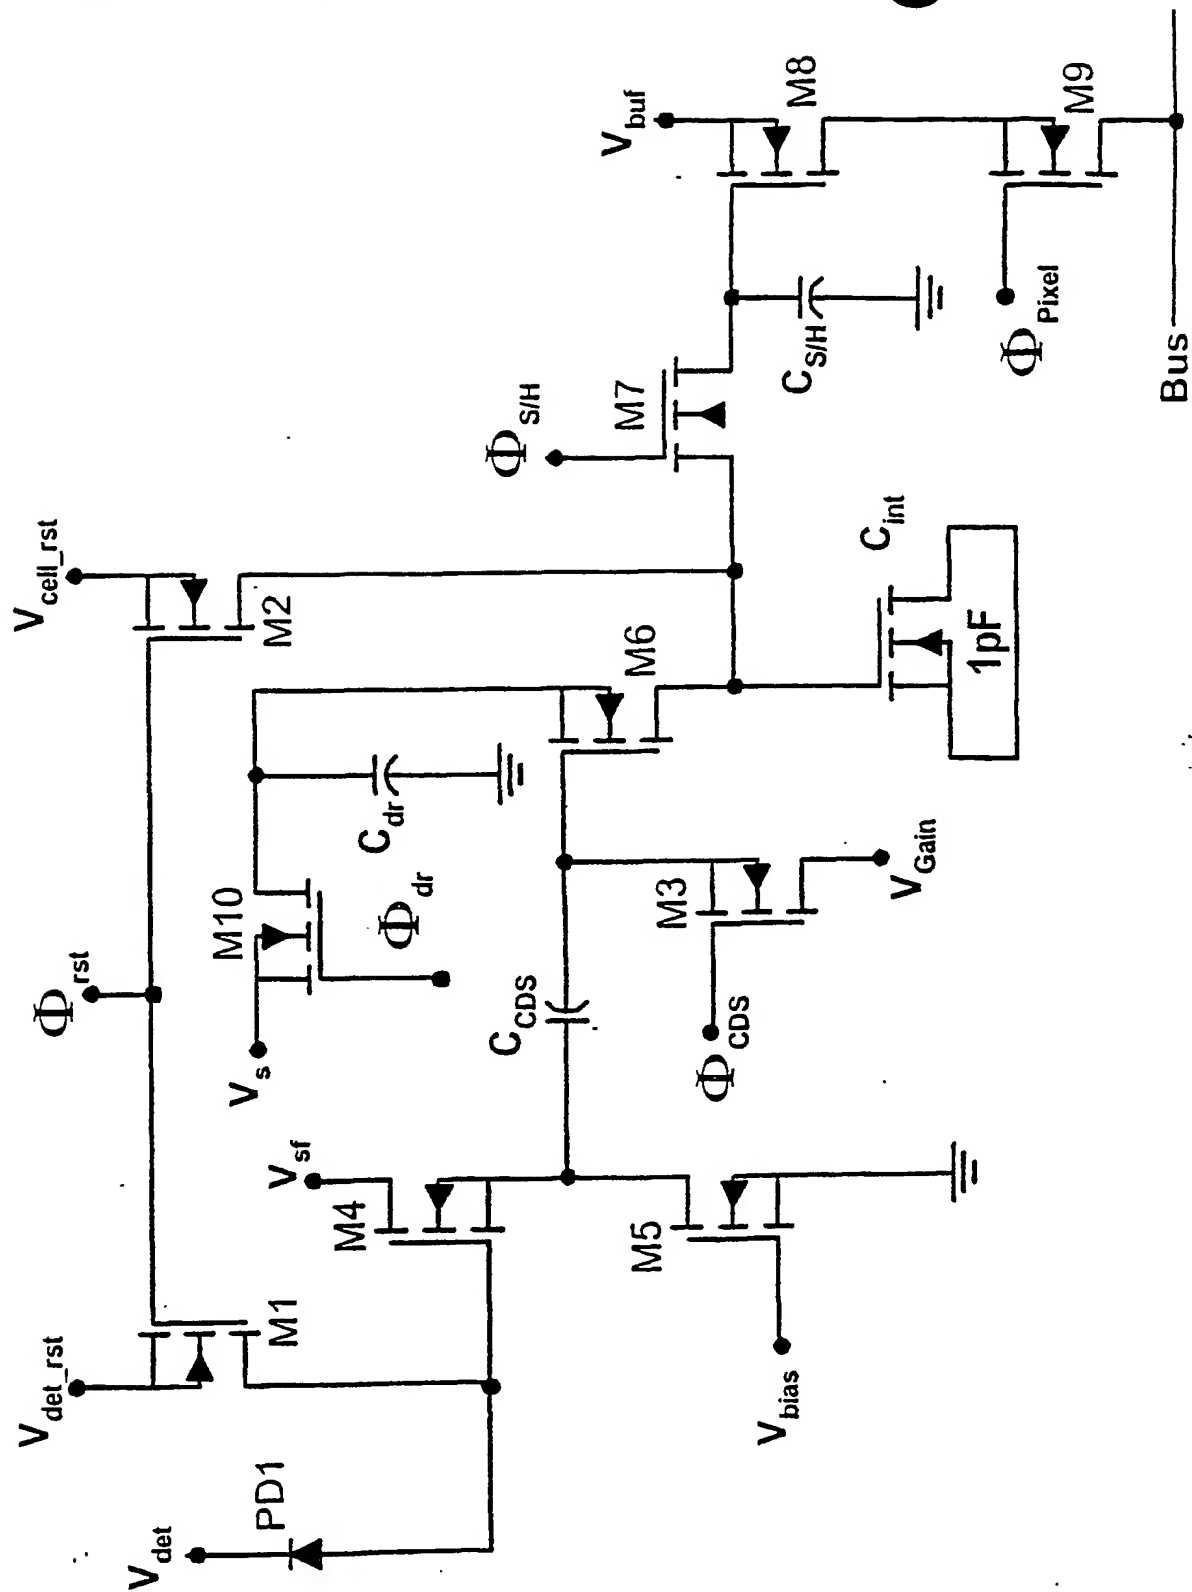 V_det
PD1
V_det_rst
M1
Φ_rst
V_cell_rst
M2
V_s
M10
Φ_dr
C_dr
V_sf
M4
M5
V_bias
C_CDS
Φ_CDS
M3
V_Gain
M6
C_int
1pF
Φ_S/H
M7
C_S/H
V_buf
M8
Φ_Pixel
M9
Bus